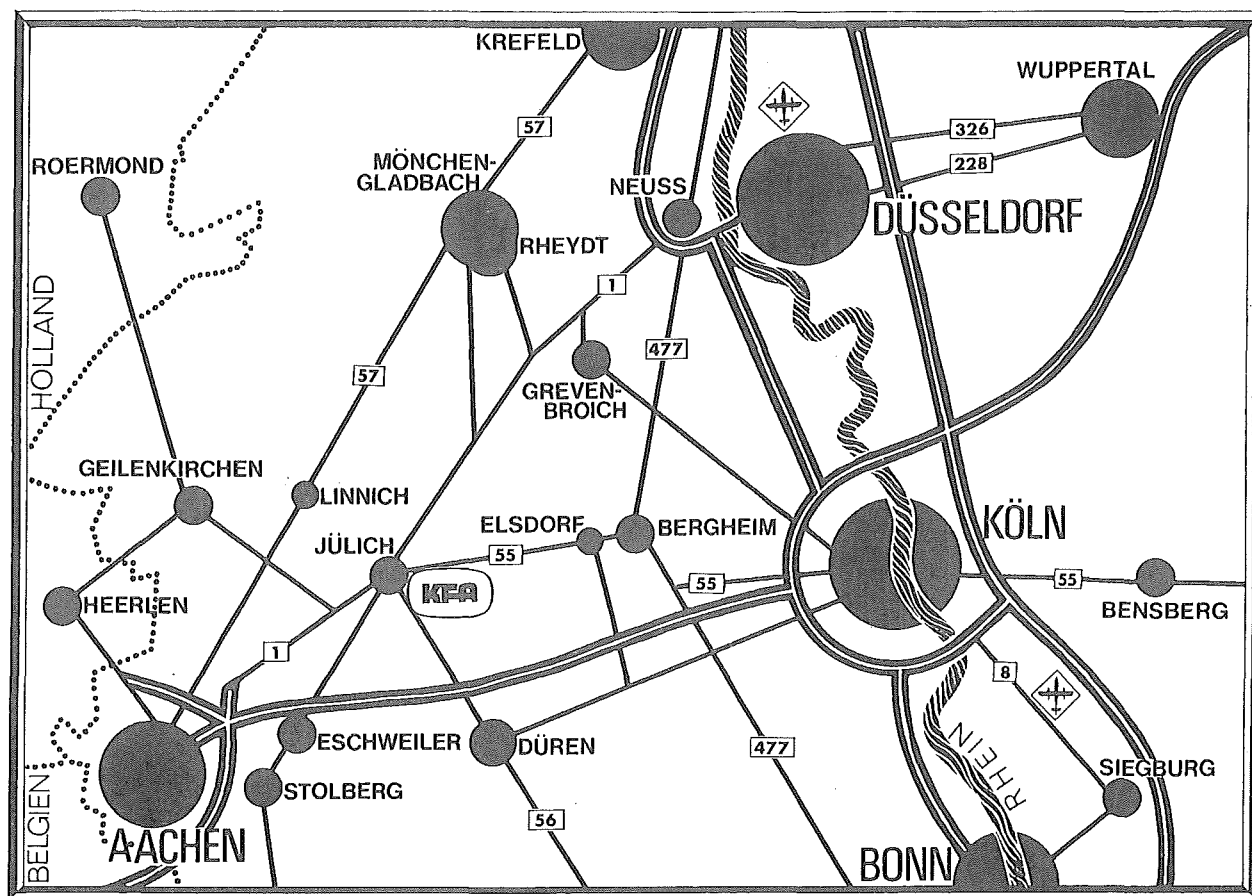 KREFELD
WUPPERTAL
57
326
ROERMOND
MÖNCHEN-
GLADBACH
228
NEUSS
DÜSSELDORF
RHEYDT
1
HOLLAND
477
57
GREVEN-
BROICH
GEILENKIRCHEN
LINNICH
ELSDORF
BERGHEIM
KÖLN
JÜLICH
55
KFA
55
55
HEERLEN
BENSBERG
1
8
ESCHWEILER
DÜREN
477
RHEIN
SIEGBURG
STOLBERG
56
BELGIEN
AACHEN
BONN